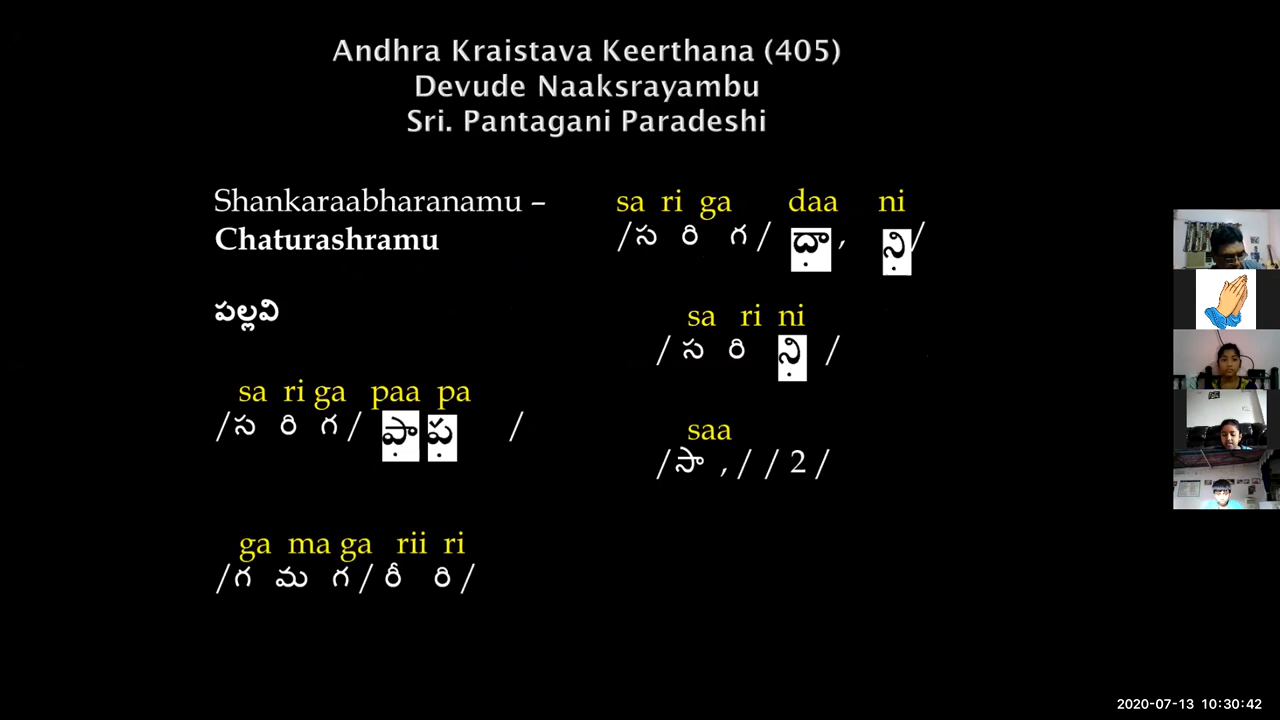 Andhra Kraistava Keerthana (405)
Devude Naaksrayambu
Sri. Pantagani Paradeshi
Shankaraabharanamu –
Chaturashramu
పల్లవి
sa ri ga paa pa
/స రి గ/ పా̣ ప̣ /
ga ma ga rii ri
/గ మ గ/ రీ రి/
sa ri ga daa ni
/స రి గ/ దా̣ , ని̣/
sa ri ni
/ స రి ని̣ /
saa
/సా ,/ / 2 /
2020-07-13 10:30:42